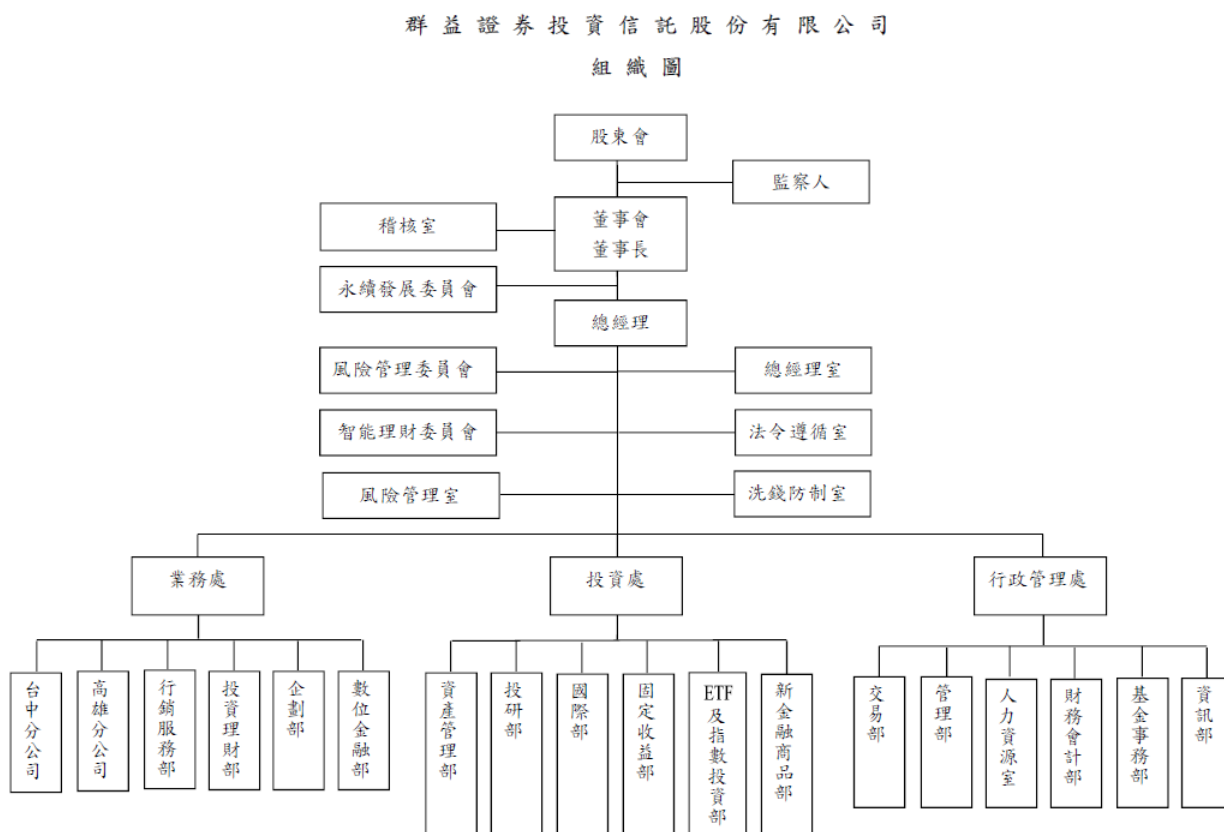 群益證券投資信託股份有限公司
組織圖
股東會
監察人
董事會
董事長
稽核室
永續發展委員會
總經理
風險管理委員會
總經理室
智能理財委員會
法令遵循室
風險管理室
洗錢防制室
業務處
投資處
行政管理處
台中分公司
高雄分公司
行銷服務部
投資理財部
企劃部
數位金融部
資產管理部
投研部
國際部
固定收益部
ETF及指數投資部
新金融商品部
交易部
管理部
人力資源室
財務會計部
基金事務部
資訊部